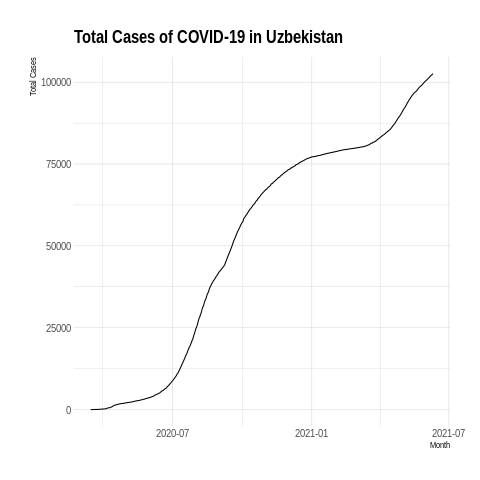 Total Cases of COVID-19 in Uzbekistan
Total Cases
100000
75000
50000
25000
0
2020-07
2021-01
2021-07
Month